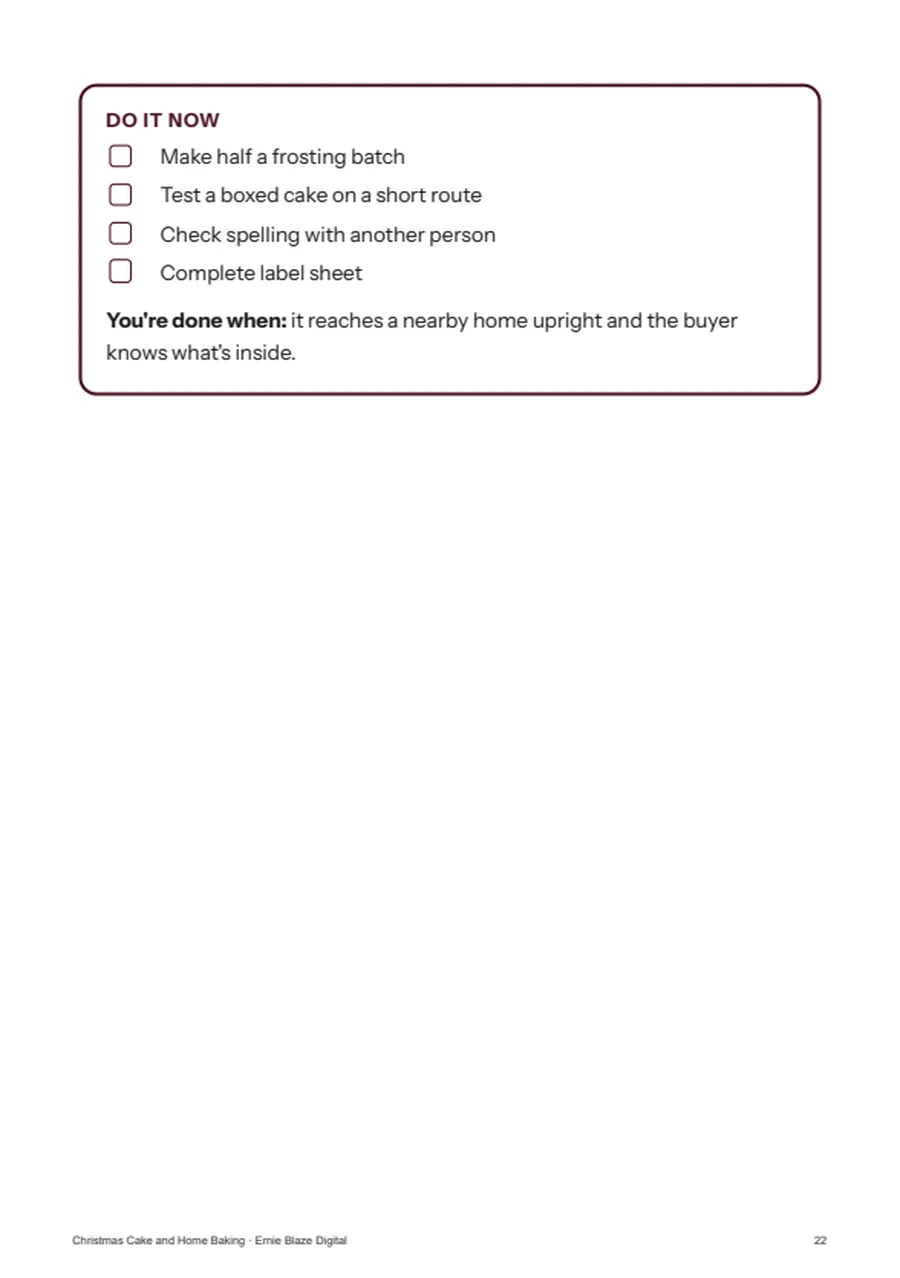 DO IT NOW
Make half a frosting batch
Test a boxed cake on a short route
Check spelling with another person
Complete label sheet
You're done when: it reaches a nearby home upright and the buyer
knows what's inside.
Christmas Cake and Home Baking · Ernie Blaze Digital
22